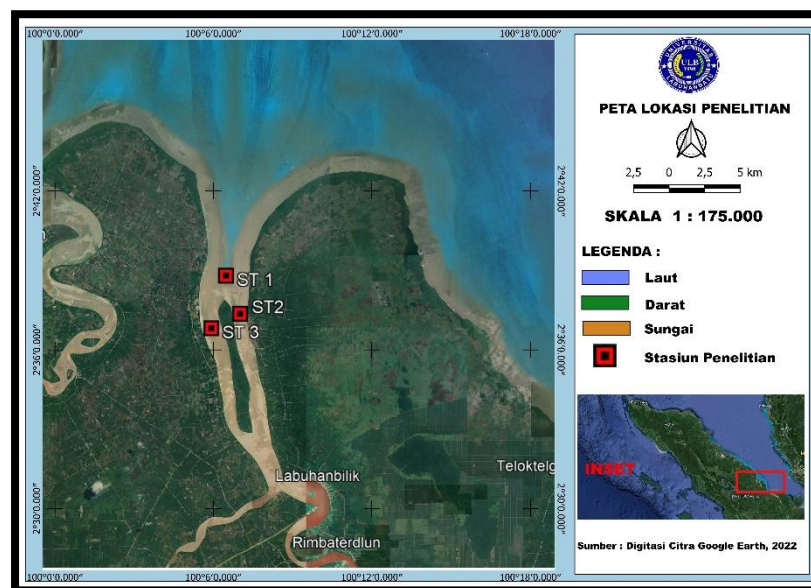 100°0'0.000" 100°6'0.000" 100°12'0.000" 100°18'0.000"
2°42'0.000"
2°36'0.000"
2°30'0.000"
ST 1
ST2
ST 3
Labuhanbilik
Teloktelg
Rimbaterdlun
2°42'0.000"
2°36'0.000"
2°30'0.000"
100°0'0.000" 100°6'0.000" 100°12'0.000" 100°18'0.000"
UNIVERSITAS
ULB
LABUHANBATU
PETA LOKASI PENELITIAN
2,5 0 2,5 5 km
SKALA 1 : 175.000
LEGENDA :
Laut
Darat
Sungai
Stasiun Penelitian
INSET
Sumber : Digitasi Citra Google Earth, 2022